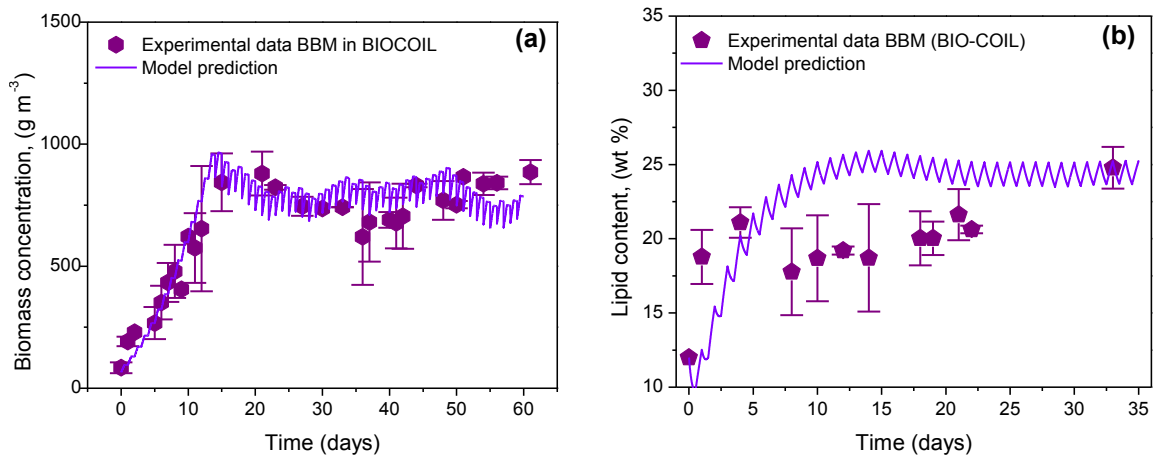 (a)
Experimental data BBM in BIOCOIL
Model prediction
1500
1000
500
0
Biomass concentration, (g m⁻³)
0 10 20 30 40 50 60
Time (days)
(b)
Experimental data BBM (BIO-COIL)
Model prediction
35
30
25
20
15
10
Lipid content, (wt %)
0 5 10 15 20 25 30 35
Time (days)